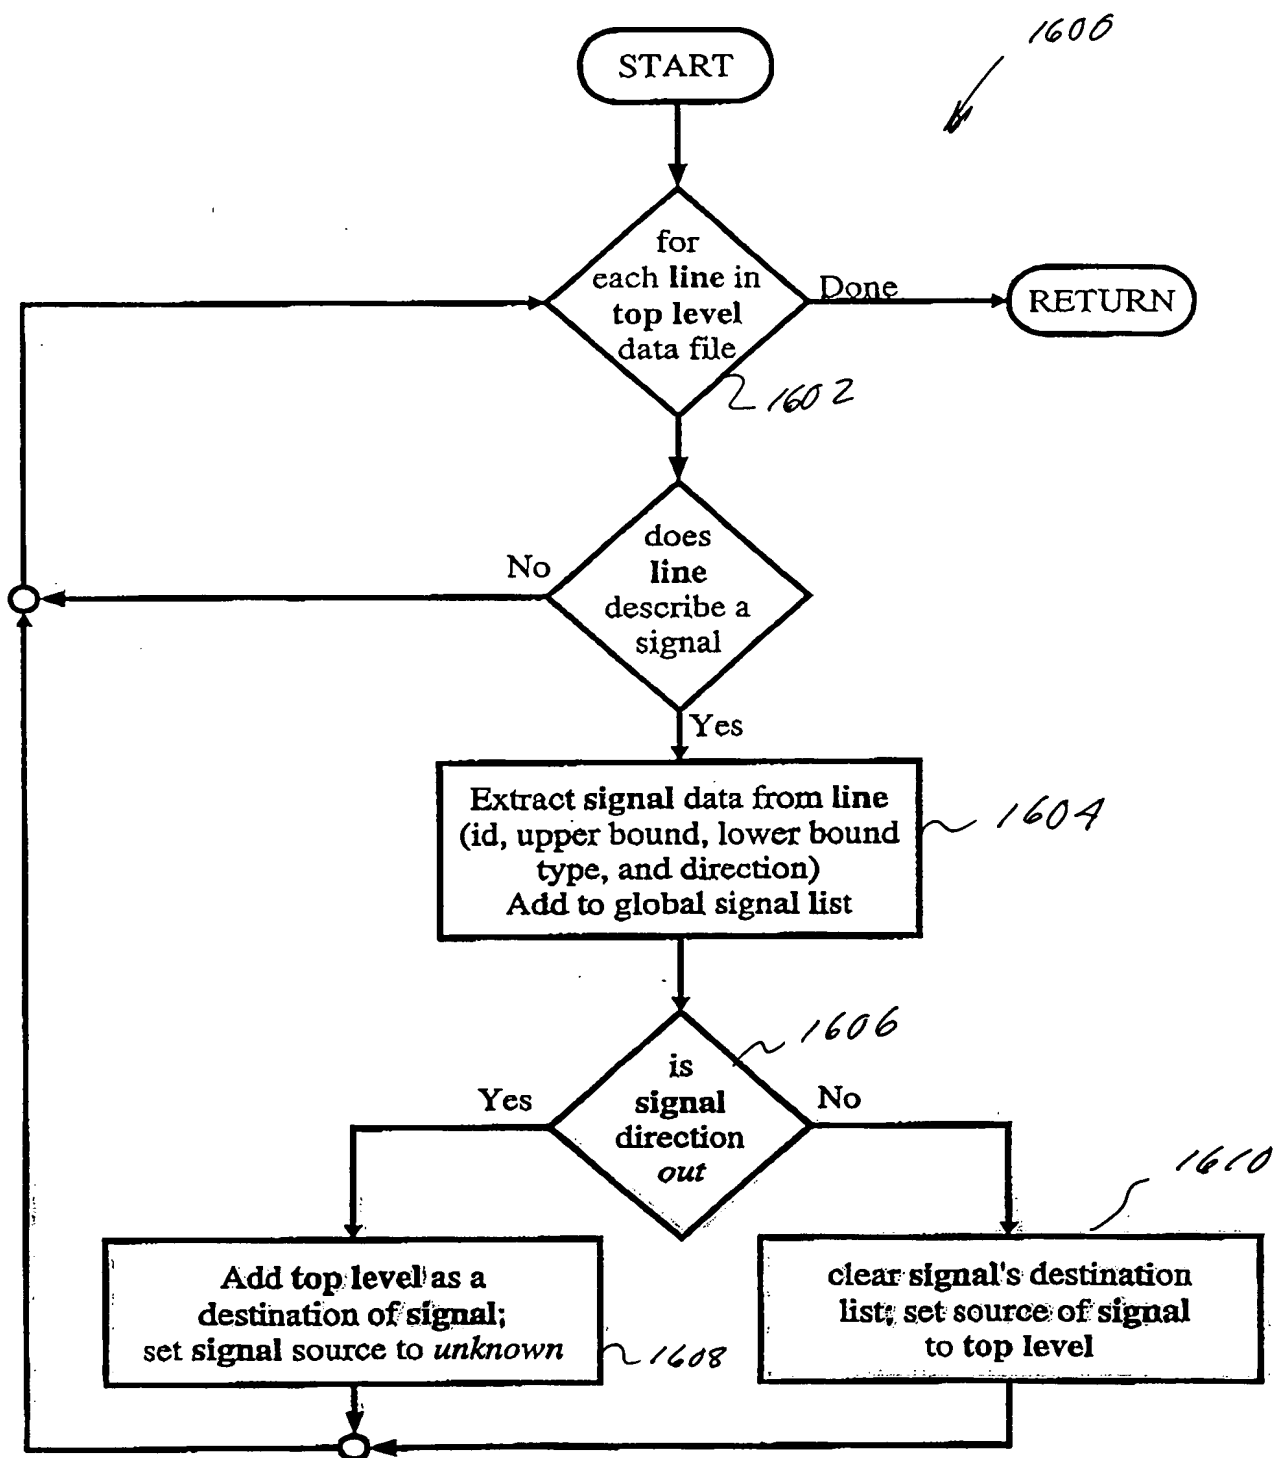 1600
START
for
each line in
top level
data file
Done
RETURN
1602
does
line
describe a
signal
No
Yes
Extract signal data from line
(id, upper bound, lower bound
type, and direction)
Add to global signal list
1604
1606
is
signal
direction
out
Yes
No
1610
Add top level as a
destination of signal;
set signal source to unknown
1608
clear signal's destination
list; set source of signal
to top level